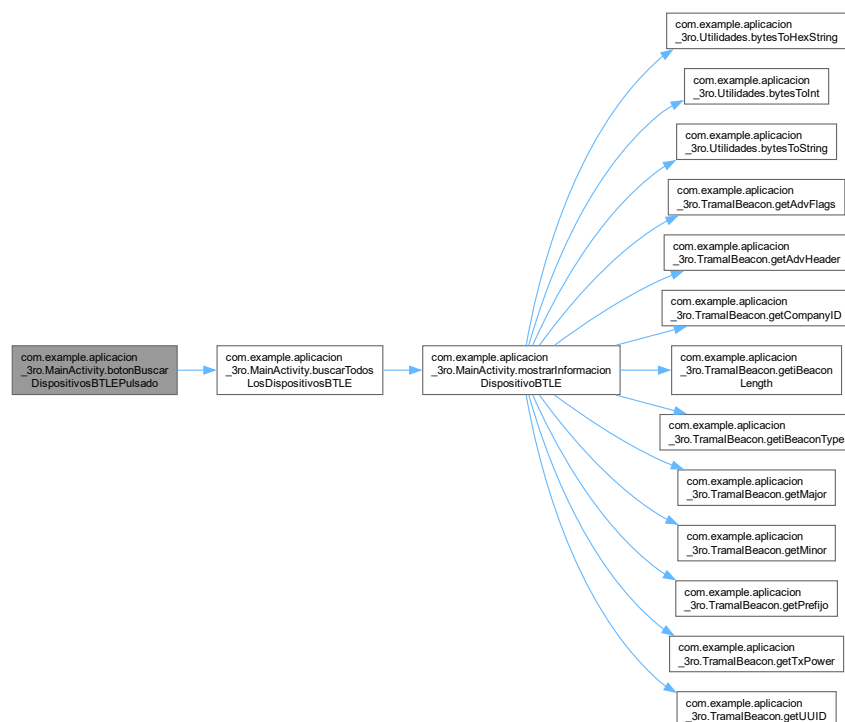 com.example.aplicacion
_3ro.Utilidades.bytesToHexString
com.example.aplicacion
_3ro.Utilidades.bytesToInt
com.example.aplicacion
_3ro.Utilidades.bytesToString
com.example.aplicacion
_3ro.TramaIBeacon.getAdvFlags
com.example.aplicacion
_3ro.TramaIBeacon.getAdvHeader
com.example.aplicacion
_3ro.TramaIBeacon.getCompanyID
com.example.aplicacion
_3ro.MainActivity.botonBuscar
DispositivosBTLEPulsado
com.example.aplicacion
_3ro.MainActivity.buscarTodos
LosDispositivosBTLE
com.example.aplicacion
_3ro.MainActivity.mostrarInformacion
DispositivoBTLE
com.example.aplicacion
_3ro.TramaIBeacon.getiBeacon
Length
com.example.aplicacion
_3ro.TramaIBeacon.getiBeaconType
com.example.aplicacion
_3ro.TramaIBeacon.getMajor
com.example.aplicacion
_3ro.TramaIBeacon.getMinor
com.example.aplicacion
_3ro.TramaIBeacon.getPrefijo
com.example.aplicacion
_3ro.TramaIBeacon.getTxPower
com.example.aplicacion
_3ro.TramaIBeacon.getUUID